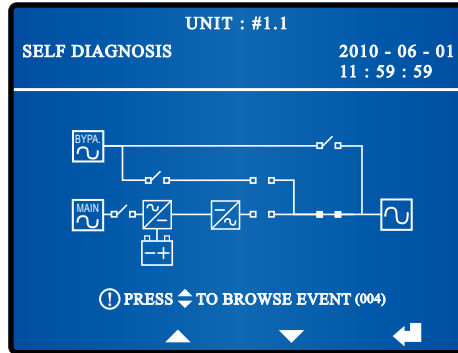 UNIT : #1.1
SELF DIAGNOSIS
2010 - 06 - 01
11 : 59 : 59
BYPA.
MAIN
PRESS TO BROWSE EVENT (004)